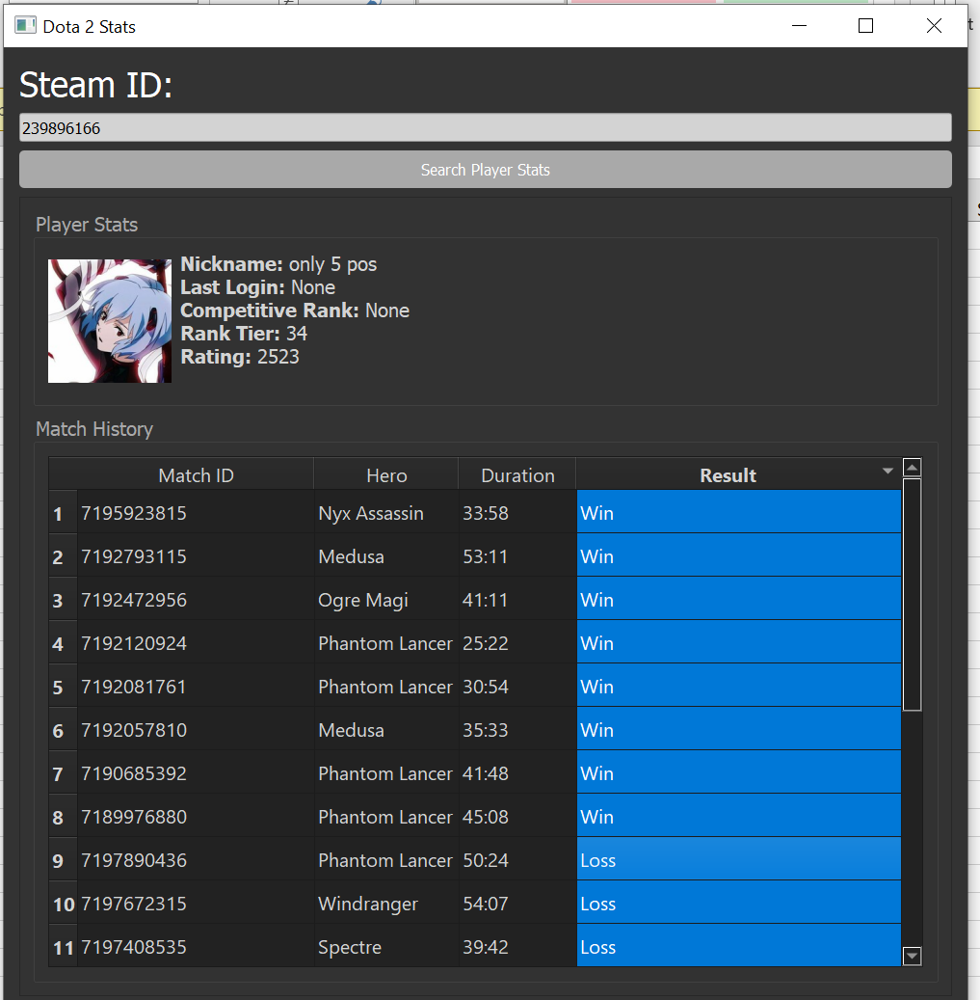 Dota 2 Stats
Steam ID:
239896166
Search Player Stats
Player Stats
Nickname: only 5 pos
Last Login: None
Competitive Rank: None
Rank Tier: 34
Rating: 2523
Match History
Match ID Hero Duration Result
1 7195923815 Nyx Assassin 33:58 Win
2 7192793115 Medusa 53:11 Win
3 7192472956 Ogre Magi 41:11 Win
4 7192120924 Phantom Lancer 25:22 Win
5 7192081761 Phantom Lancer 30:54 Win
6 7192057810 Medusa 35:33 Win
7 7190685392 Phantom Lancer 41:48 Win
8 7189976880 Phantom Lancer 45:08 Win
9 7197890436 Phantom Lancer 50:24 Loss
10 7197672315 Windranger 54:07 Loss
11 7197408535 Spectre 39:42 Loss